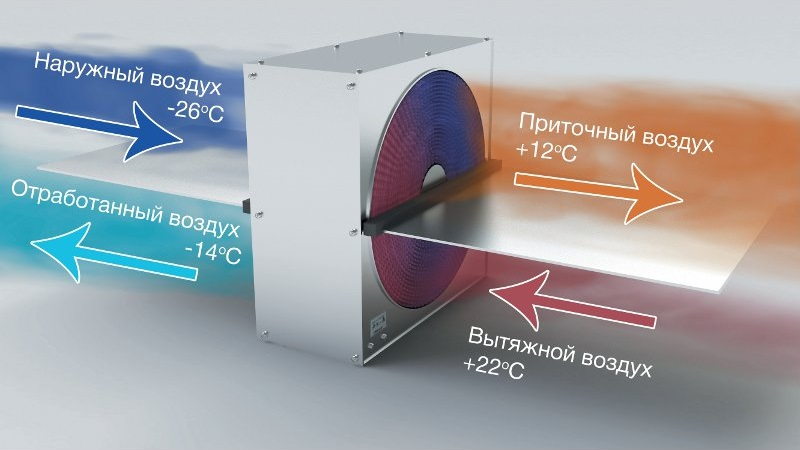 Наружный воздух
-26°C
Приточный воздух
+12°C
Отработанный воздух
-14°C
Вытяжной воздух
+22°C